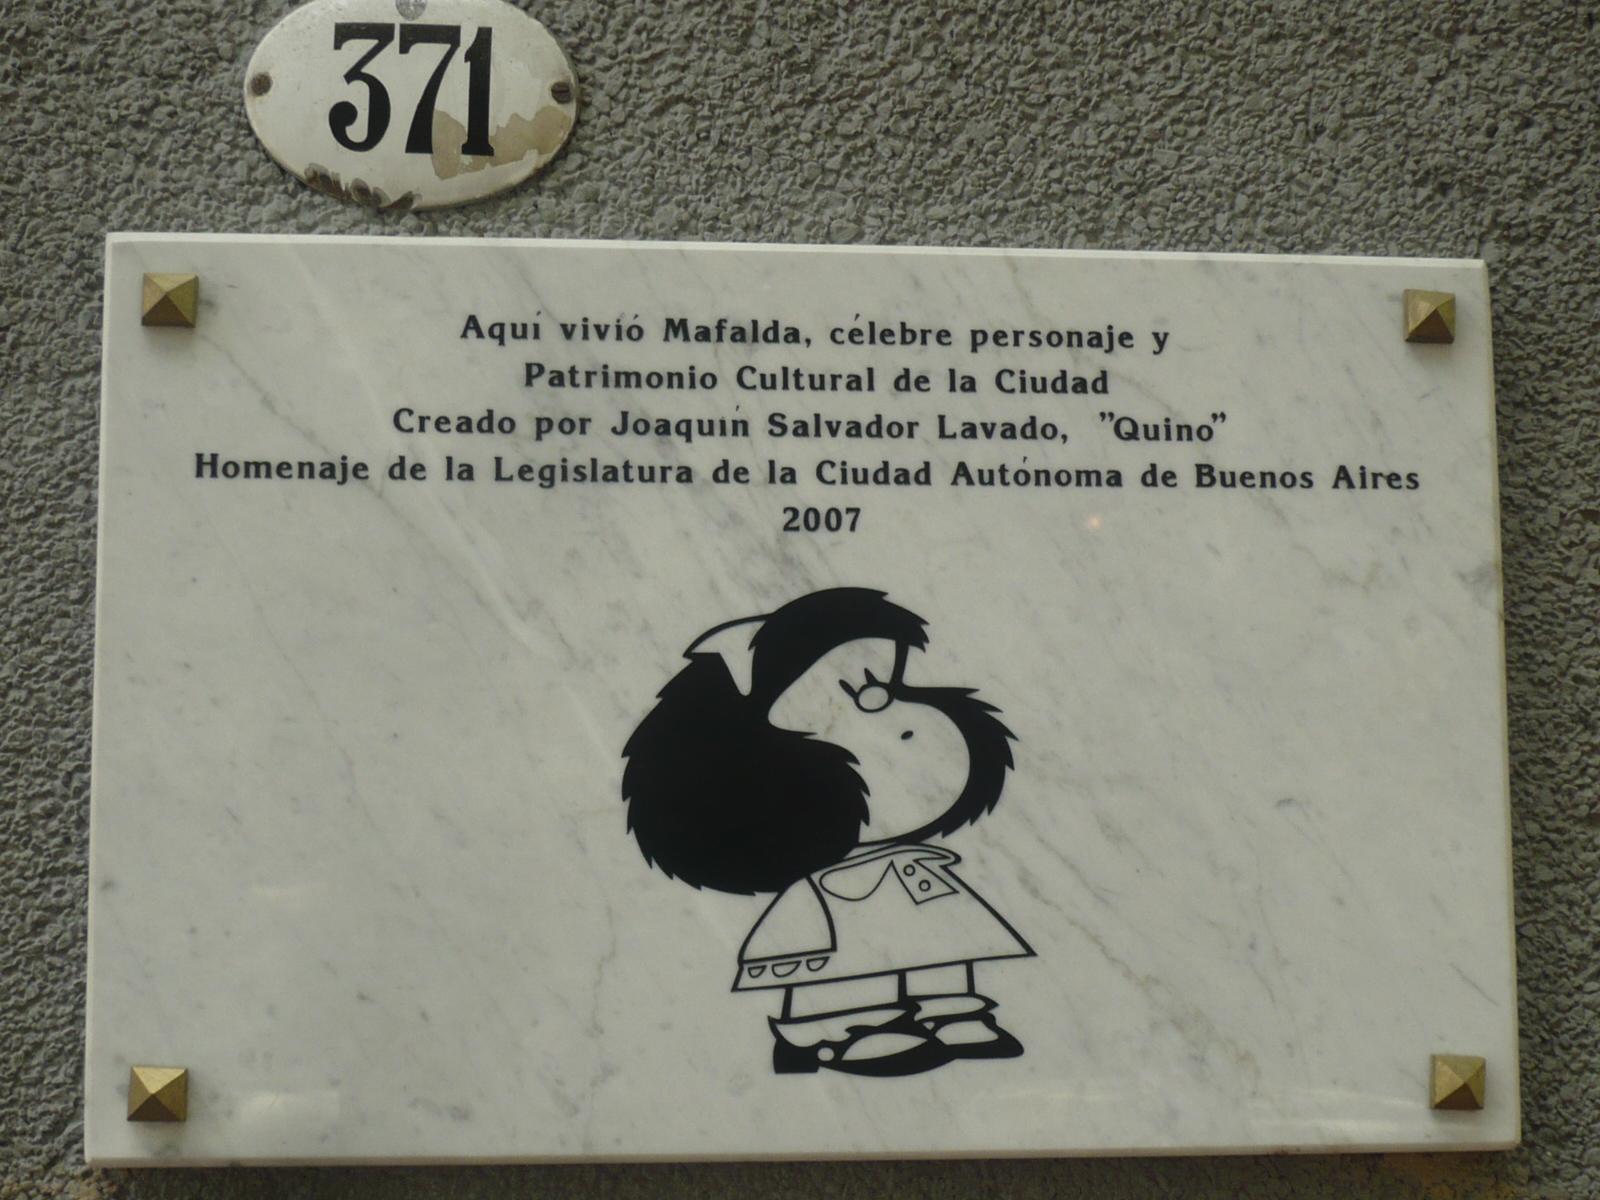 371
Aquí vivió Mafalda, célebre personaje y
Patrimonio Cultural de la Ciudad
Creado por Joaquín Salvador Lavado, ”Quino”
Homenaje de la Legislatura de la Ciudad Autónoma de Buenos Aires
2007